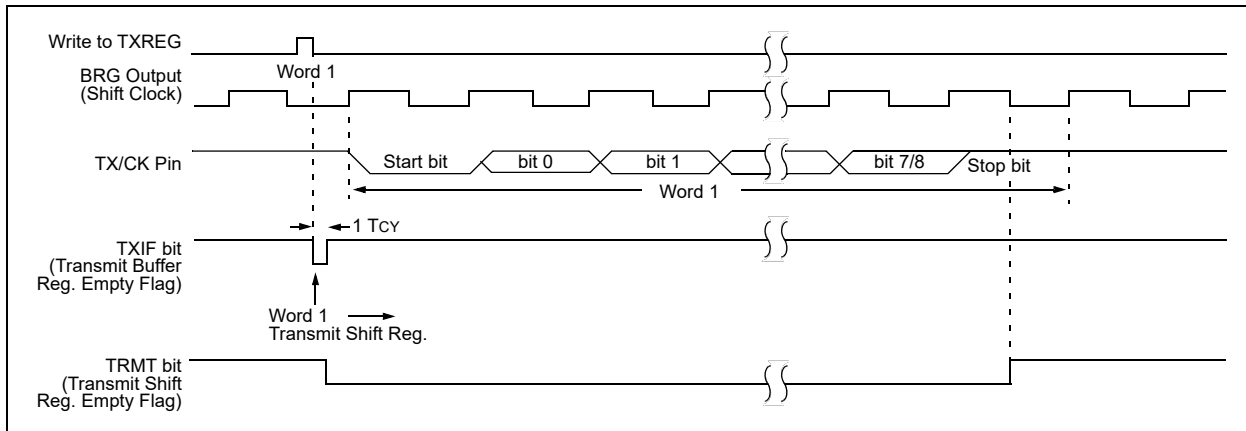 Write to TXREG
Word 1
BRG Output
(Shift Clock)
TX/CK Pin
Start bit
bit 0
bit 1
bit 7/8
Stop bit
Word 1
1 TCY
TXIF bit
(Transmit Buffer
Reg. Empty Flag)
Word 1
Transmit Shift Reg.
TRMT bit
(Transmit Shift
Reg. Empty Flag)